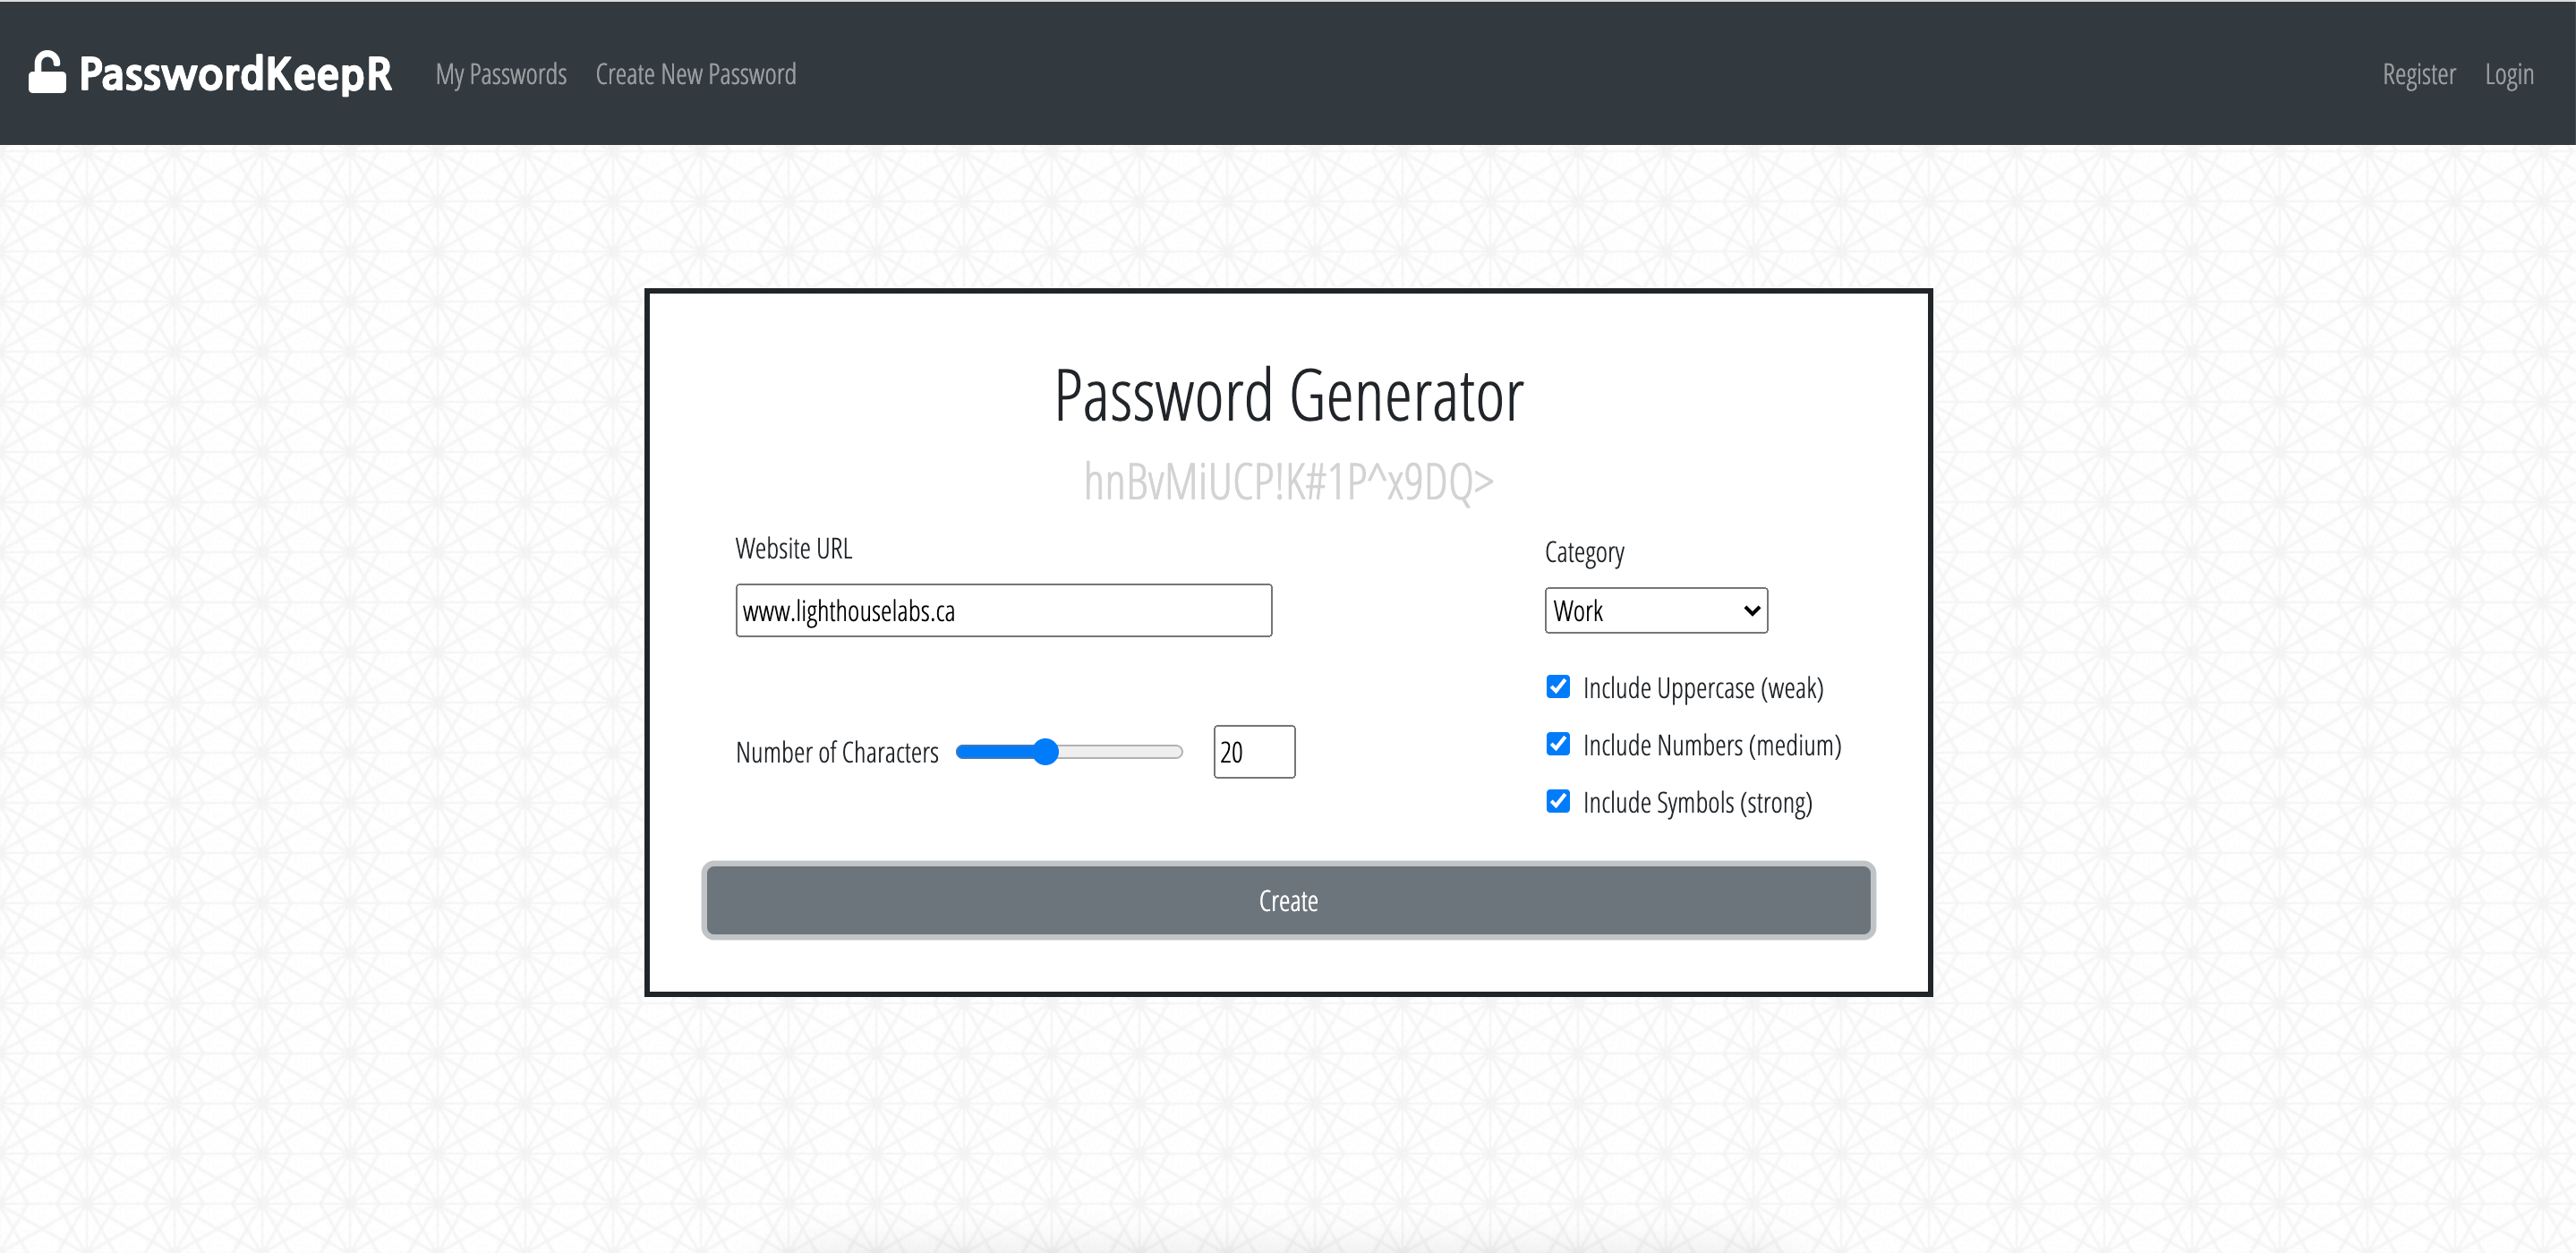 PasswordKeepR My Passwords Create New Password Register Login
Password Generator
hnBvMiUCP!K#1P^x9DQ>
Website URL
www.lighthouselabs.ca
Category
Work
Include Uppercase (weak)
Include Numbers (medium)
Include Symbols (strong)
Number of Characters 20
Create